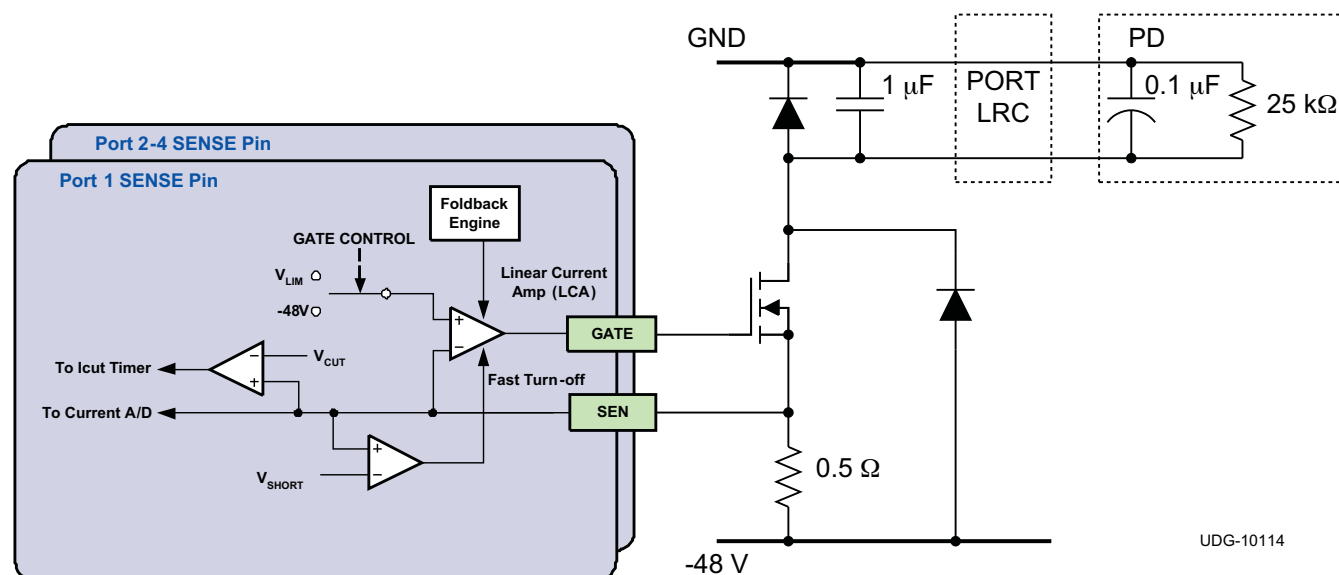 GND
PD
1 μF
PORT
LRC
0.1 μF
25 kΩ
Port 2-4 SENSE Pin
Port 1 SENSE Pin
Foldback
Engine
GATE CONTROL
VLIM
-48V
Linear Current
Amp (LCA)
+
−
GATE
−
+
VCUT
To Icut Timer
Fast Turn-off
To Current A/D
SEN
+
−
VSHORT
0.5 Ω
-48 V
UDG-10114